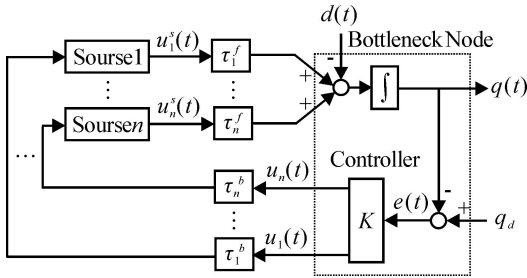 d(t)
Bottleneck Node
Sourse1 u_1^s(t) τ_1^f - +
∫ q(t)
⋮ ⋮ +
Soursen u_n^s(t) τ_n^f
...
Controller
τ_n^b u_n(t) K e(t) - +
q_d
⋮
τ_1^b u_1(t)